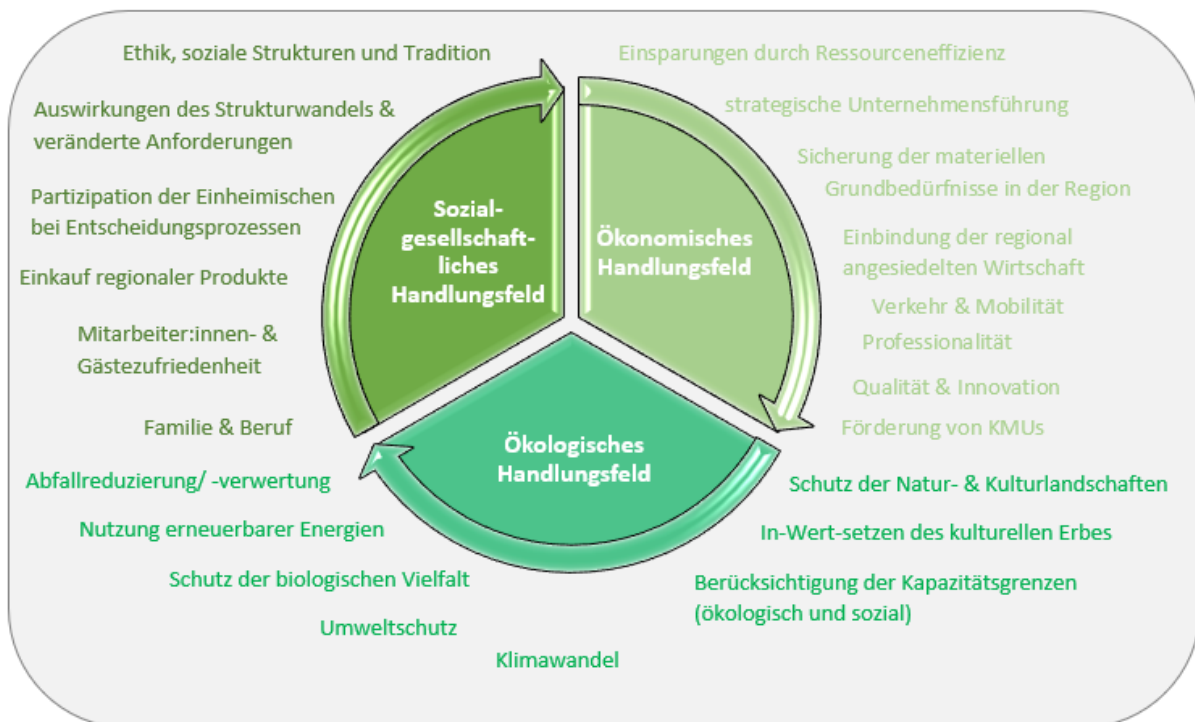 Ethik, soziale Strukturen und Tradition
Auswirkungen des Strukturwandels &
veränderte Anforderungen
Partizipation der Einheimischen
bei Entscheidungsprozessen
Einkauf regionaler Produkte
Mitarbeiter:innen- &
Gästezufriedenheit
Familie & Beruf
Sozial-
gesellschaft-
liches
Handlungsfeld
Einsparungen durch Ressourceneffizienz
strategische Unternehmensführung
Sicherung der materiellen
Grundbedürfnisse in der Region
Einbindung der regional
angesiedelten Wirtschaft
Verkehr & Mobilität
Professionalität
Qualität & Innovation
Förderung von KMUs
Ökonomisches
Handlungsfeld
Ökologisches
Handlungsfeld
Abfallreduzierung/ -verwertung
Nutzung erneuerbarer Energien
Schutz der biologischen Vielfalt
Umweltschutz
Klimawandel
Schutz der Natur- & Kulturlandschaften
In-Wert-setzen des kulturellen Erbes
Berücksichtigung der Kapazitätsgrenzen
(ökologisch und sozial)